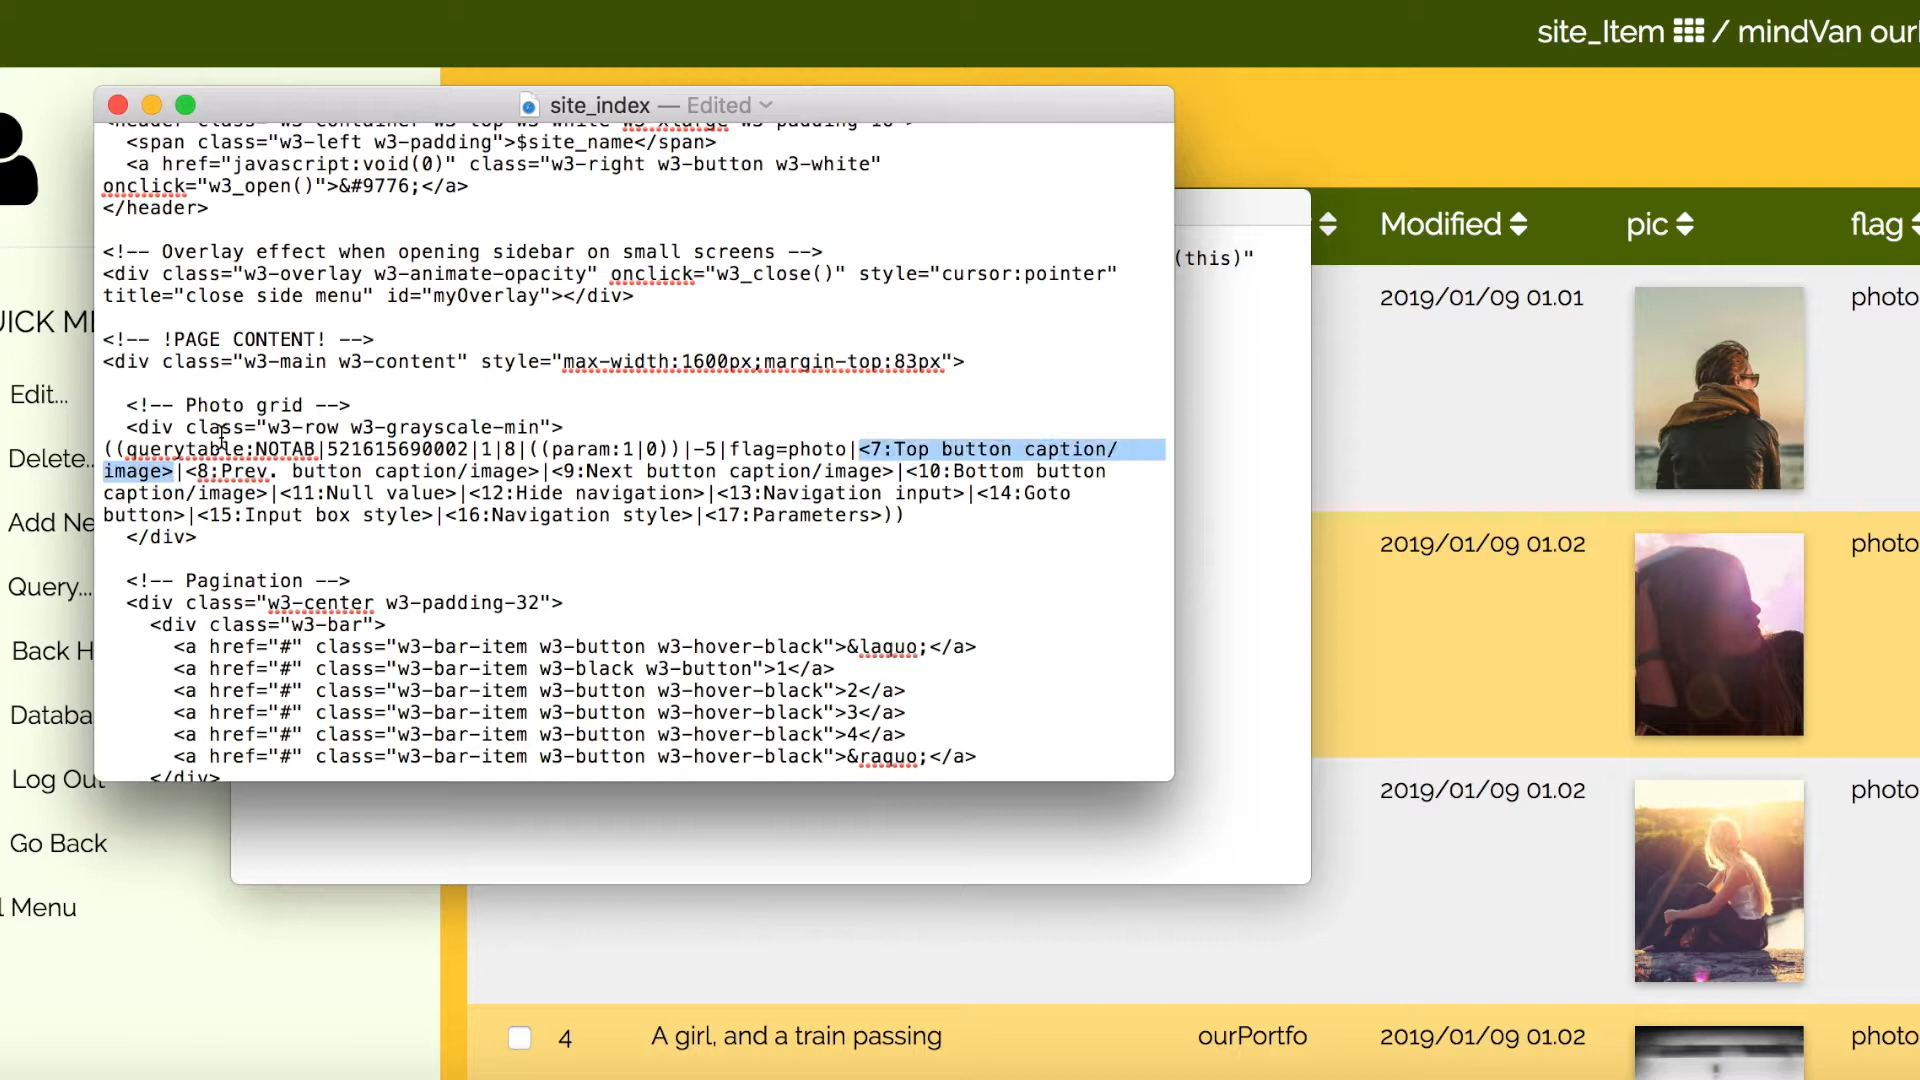 site_Item / mindVan our
site_index — Edited
<span class="w3-left w3-padding">$site_name</span>
<a href="javascript:void(0)" class="w3-right w3-button w3-white"
onclick="w3_open()">&#9776;</a>
</header>
<!-- Overlay effect when opening sidebar on small screens -->
<div class="w3-overlay w3-animate-opacity" onclick="w3_close()" style="cursor:pointer"
title="close side menu" id="myOverlay"></div>
<!-- !PAGE CONTENT! -->
<div class="w3-main w3-content" style="max-width:1600px;margin-top:83px">
<!-- Photo grid -->
<div class="w3-row w3-grayscale-min">
((querytable:NOTAB|521615690002|1|8|((param:1|0))|-5|flag=photo|<7:Top button caption/
image>|<8:Prev. button caption/image>|<9:Next button caption/image>|<10:Bottom button
caption/image>|<11:Null value>|<12:Hide navigation>|<13:Navigation input>|<14:Goto
button>|<15:Input box style>|<16:Navigation style>|<17:Parameters>))
</div>
<!-- Pagination -->
<div class="w3-center w3-padding-32">
<div class="w3-bar">
<a href="#" class="w3-bar-item w3-button w3-hover-black">&laquo;</a>
<a href="#" class="w3-bar-item w3-black w3-button">1</a>
<a href="#" class="w3-bar-item w3-button w3-hover-black">2</a>
<a href="#" class="w3-bar-item w3-button w3-hover-black">3</a>
<a href="#" class="w3-bar-item w3-button w3-hover-black">4</a>
<a href="#" class="w3-bar-item w3-button w3-hover-black">&raquo;</a>
</div>
(this)"
UICK ME
Edit...
Delete..
Add Ne
Query...
Back H
Databa
Log Out
Go Back
l Menu
Modified pic flag
2019/01/09 01.01 photo
2019/01/09 01.02 photo
2019/01/09 01.02 photo
4 A girl, and a train passing ourPortfo 2019/01/09 01.02 photo